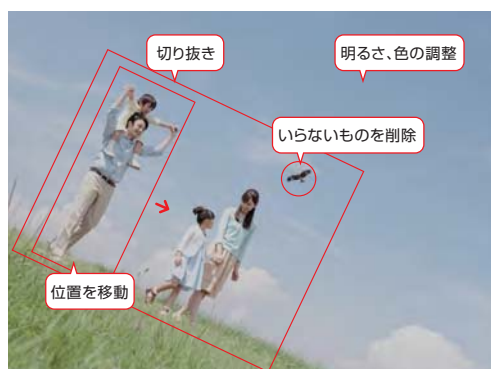 切り抜き
明るさ、色の調整
いらないものを削除
位置を移動